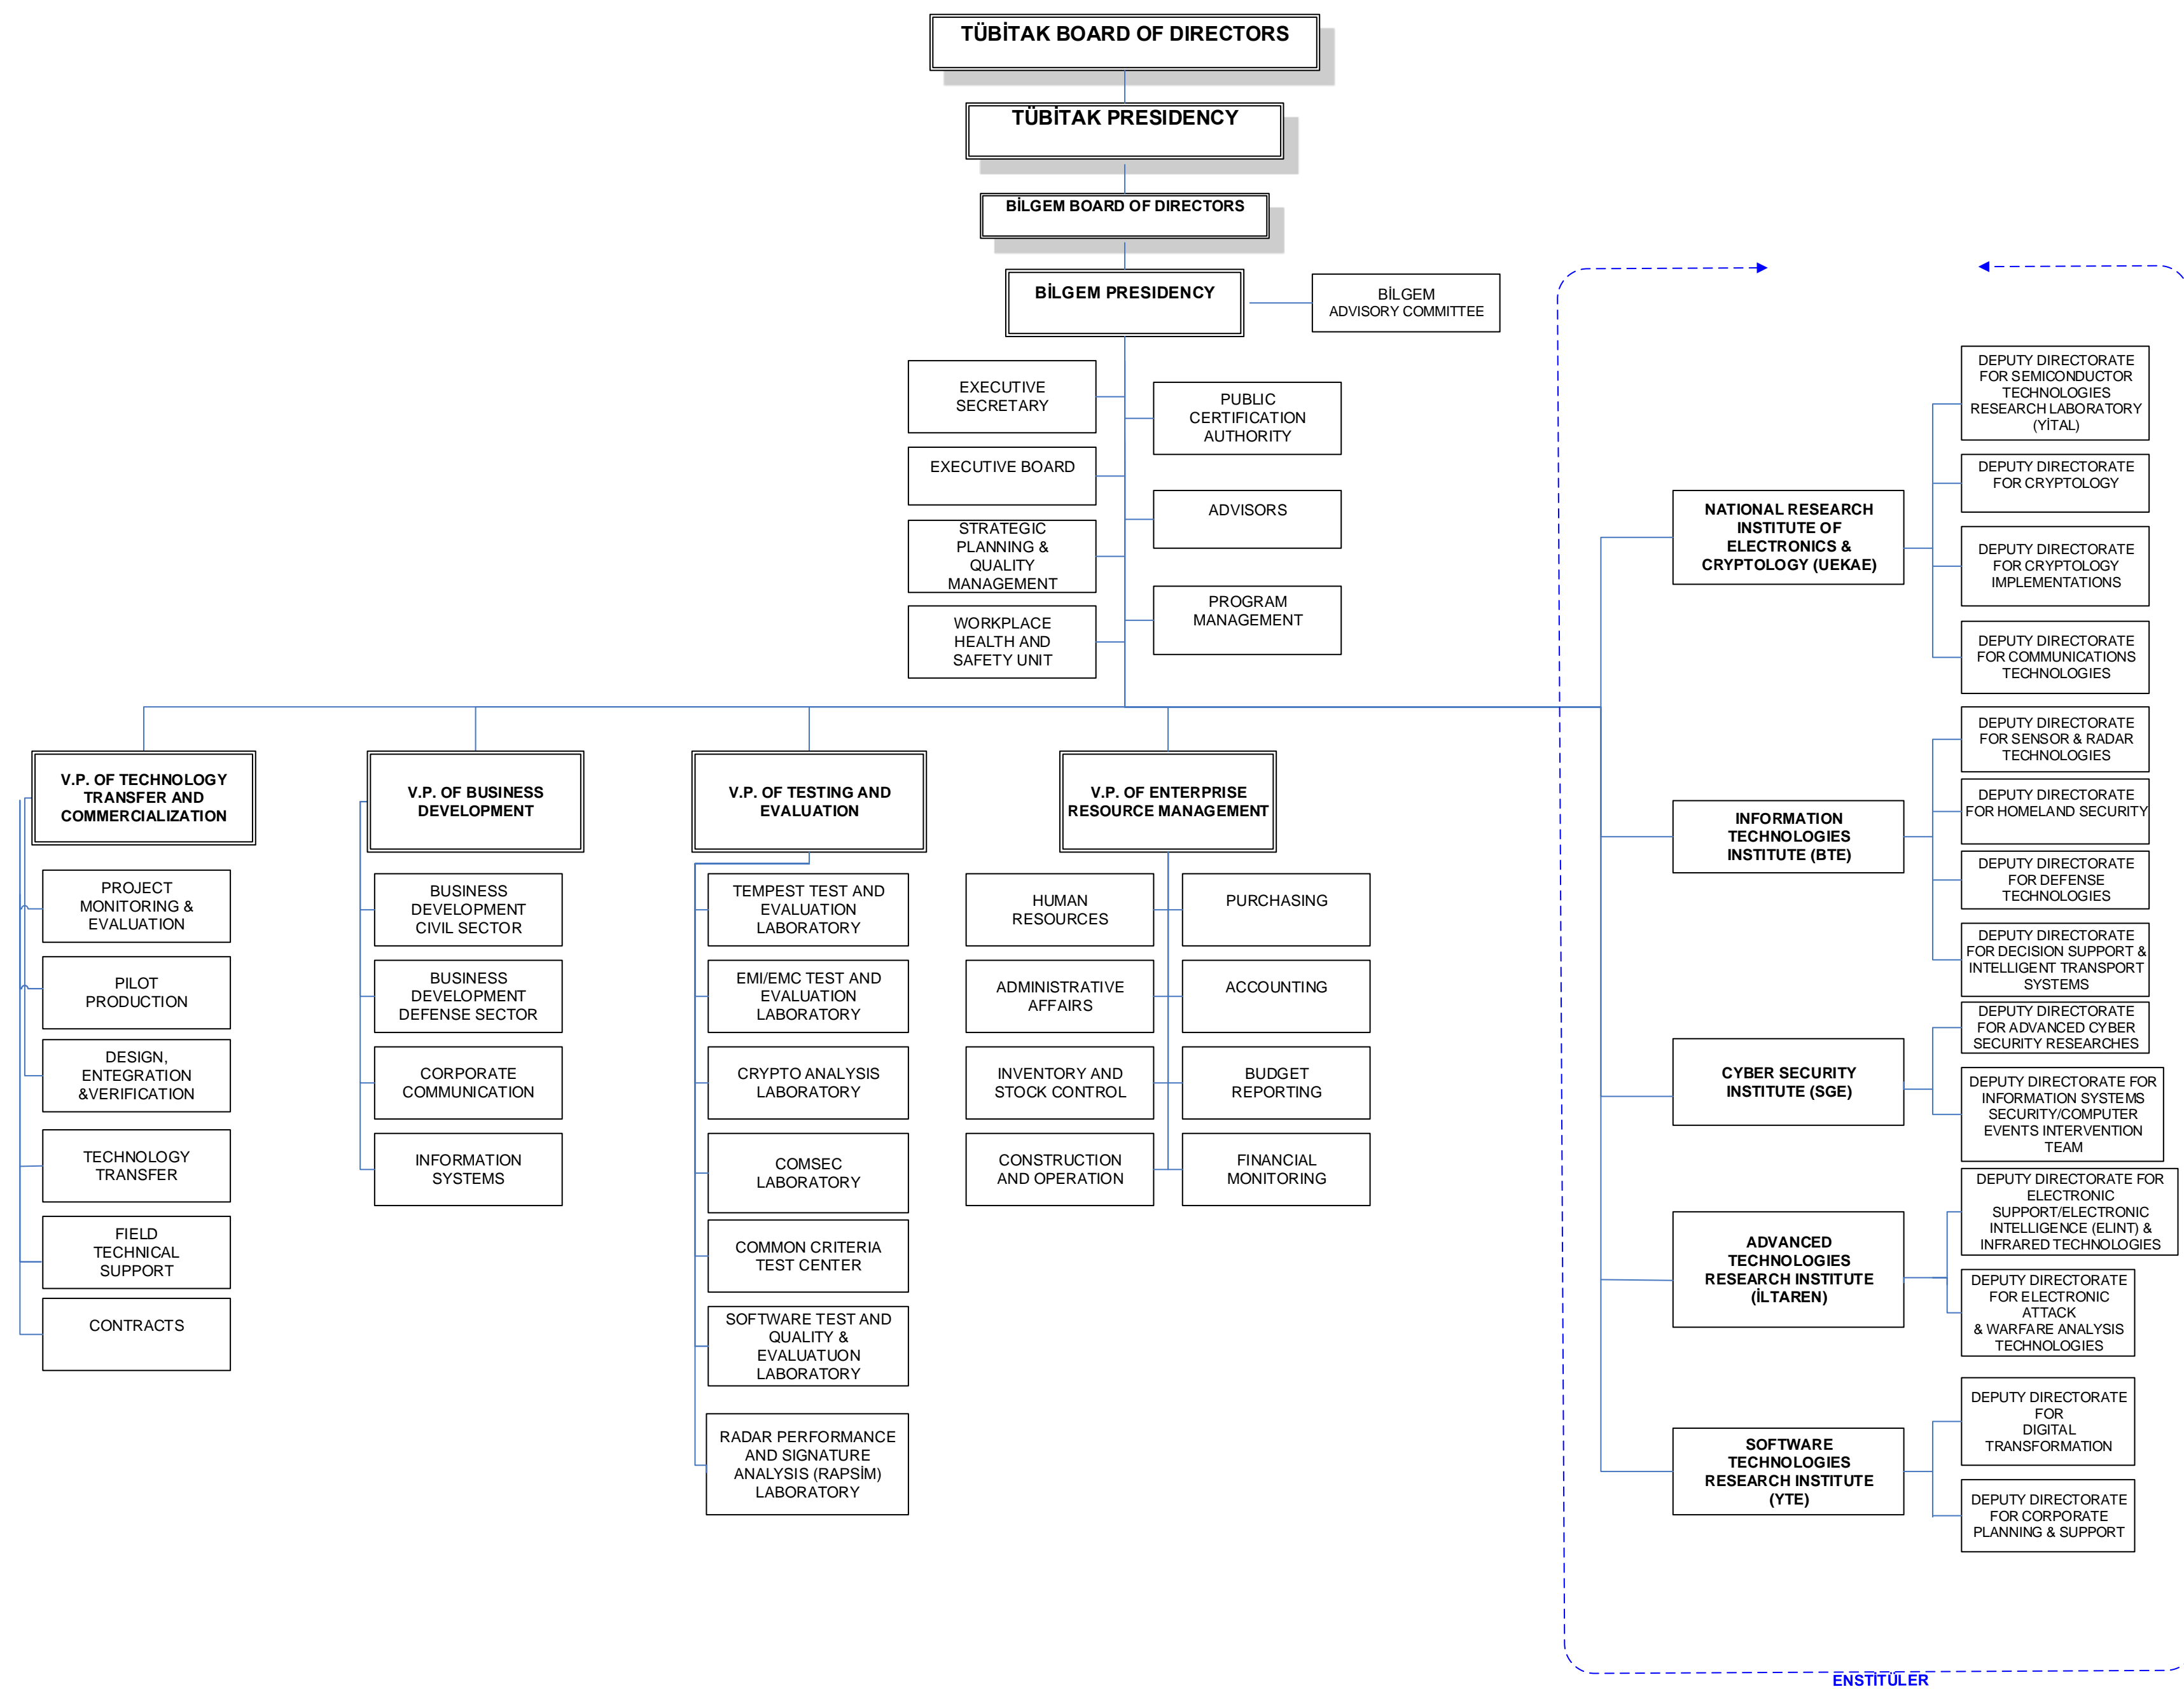 TÜBİTAK BOARD OF DIRECTORS
TÜBİTAK PRESIDENCY
BİLGEM BOARD OF DIRECTORS
BİLGEM PRESIDENCY
BİLGEM
ADVISORY COMMITTEE
EXECUTIVE
SECRETARY
PUBLIC
CERTIFICATION
AUTHORITY
EXECUTIVE BOARD
ADVISORS
STRATEGIC
PLANNING &
QUALITY
MANAGEMENT
PROGRAM
MANAGEMENT
WORKPLACE
HEALTH AND
SAFETY UNIT
V.P. OF TECHNOLOGY
TRANSFER AND
COMMERCIALIZATION
PROJECT
MONITORING &
EVALUATION
PILOT
PRODUCTION
DESIGN,
ENTEGRATION
&VERIFICATION
TECHNOLOGY
TRANSFER
FIELD
TECHNICAL
SUPPORT
CONTRACTS
V.P. OF BUSINESS
DEVELOPMENT
BUSINESS
DEVELOPMENT
CIVIL SECTOR
BUSINESS
DEVELOPMENT
DEFENSE SECTOR
CORPORATE
COMMUNICATION
INFORMATION
SYSTEMS
V.P. OF TESTING AND
EVALUATION
TEMPEST TEST AND
EVALUATION
LABORATORY
EMI/EMC TEST AND
EVALUATION
LABORATORY
CRYPTO ANALYSIS
LABORATORY
COMSEC
LABORATORY
COMMON CRITERIA
TEST CENTER
SOFTWARE TEST AND
QUALITY &
EVALUATUON
LABORATORY
RADAR PERFORMANCE
AND SIGNATURE
ANALYSIS (RAPSİM)
LABORATORY
V.P. OF ENTERPRISE
RESOURCE MANAGEMENT
HUMAN
RESOURCES
PURCHASING
ADMINISTRATIVE
AFFAIRS
ACCOUNTING
INVENTORY AND
STOCK CONTROL
BUDGET
REPORTING
CONSTRUCTION
AND OPERATION
FINANCIAL
MONITORING
NATIONAL RESEARCH
INSTITUTE OF
ELECTRONICS &
CRYPTOLOGY (UEKAE)
DEPUTY DIRECTORATE
FOR SEMICONDUCTOR
TECHNOLOGIES
RESEARCH LABORATORY
(YİTAL)
DEPUTY DIRECTORATE
FOR CRYPTOLOGY
DEPUTY DIRECTORATE
FOR CRYPTOLOGY
IMPLEMENTATIONS
DEPUTY DIRECTORATE
FOR COMMUNICATIONS
TECHNOLOGIES
INFORMATION
TECHNOLOGIES
INSTITUTE (BTE)
DEPUTY DIRECTORATE
FOR SENSOR & RADAR
TECHNOLOGIES
DEPUTY DIRECTORATE
FOR HOMELAND SECURITY
DEPUTY DIRECTORATE
FOR DEFENSE
TECHNOLOGIES
DEPUTY DIRECTORATE
FOR DECISION SUPPORT &
INTELLIGENT TRANSPORT
SYSTEMS
CYBER SECURITY
INSTITUTE (SGE)
DEPUTY DIRECTORATE
FOR ADVANCED CYBER
SECURITY RESEARCHES
DEPUTY DIRECTORATE FOR
INFORMATION SYSTEMS
SECURITY/COMPUTER
EVENTS INTERVENTION
TEAM
ADVANCED
TECHNOLOGIES
RESEARCH INSTITUTE
(İLTAREN)
DEPUTY DIRECTORATE FOR
ELECTRONIC
SUPPORT/ELECTRONIC
INTELLIGENCE (ELINT) &
INFRARED TECHNOLOGIES
DEPUTY DIRECTORATE
FOR ELECTRONIC
ATTACK
& WARFARE ANALYSIS
TECHNOLOGIES
SOFTWARE
TECHNOLOGIES
RESEARCH INSTITUTE
(YTE)
DEPUTY DIRECTORATE
FOR
DIGITAL
TRANSFORMATION
DEPUTY DIRECTORATE
FOR CORPORATE
PLANNING & SUPPORT
ENSTİTÜLER